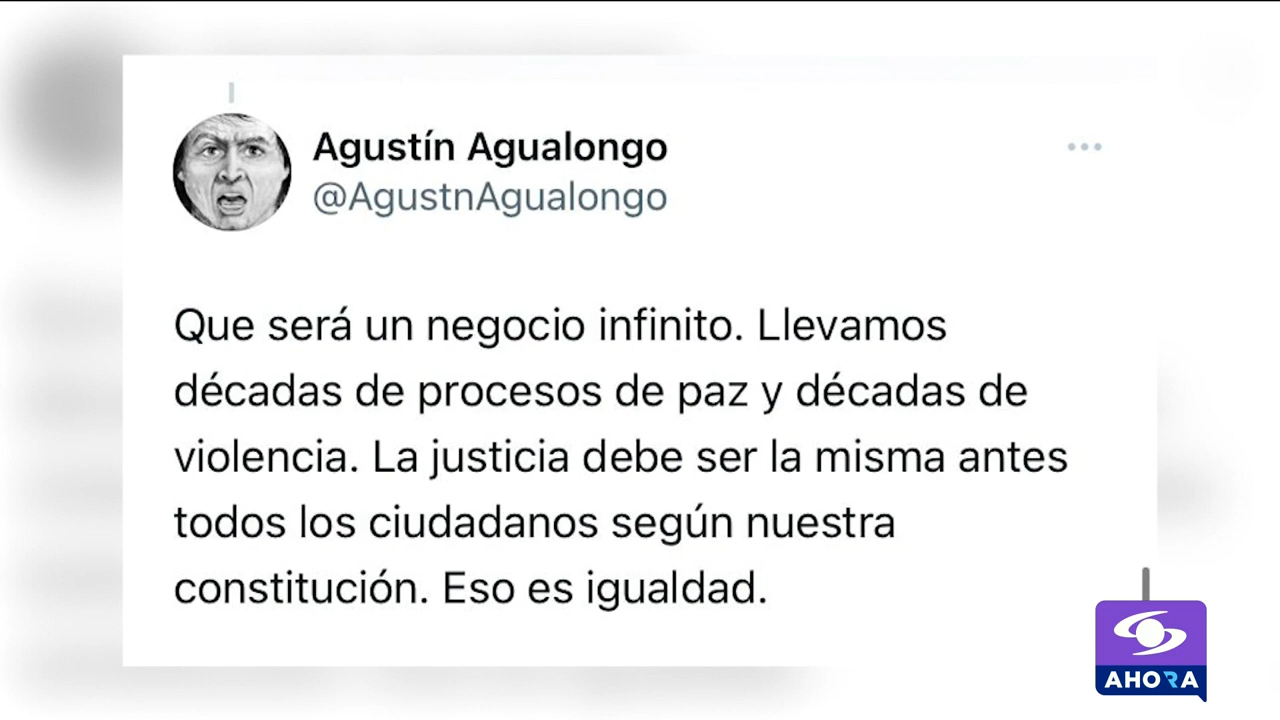 Agustín Agualongo
@AgustnAgualongo
Que será un negocio infinito. Llevamos
décadas de procesos de paz y décadas de
violencia. La justicia debe ser la misma antes
todos los ciudadanos según nuestra
constitución. Eso es igualdad.
AHORA